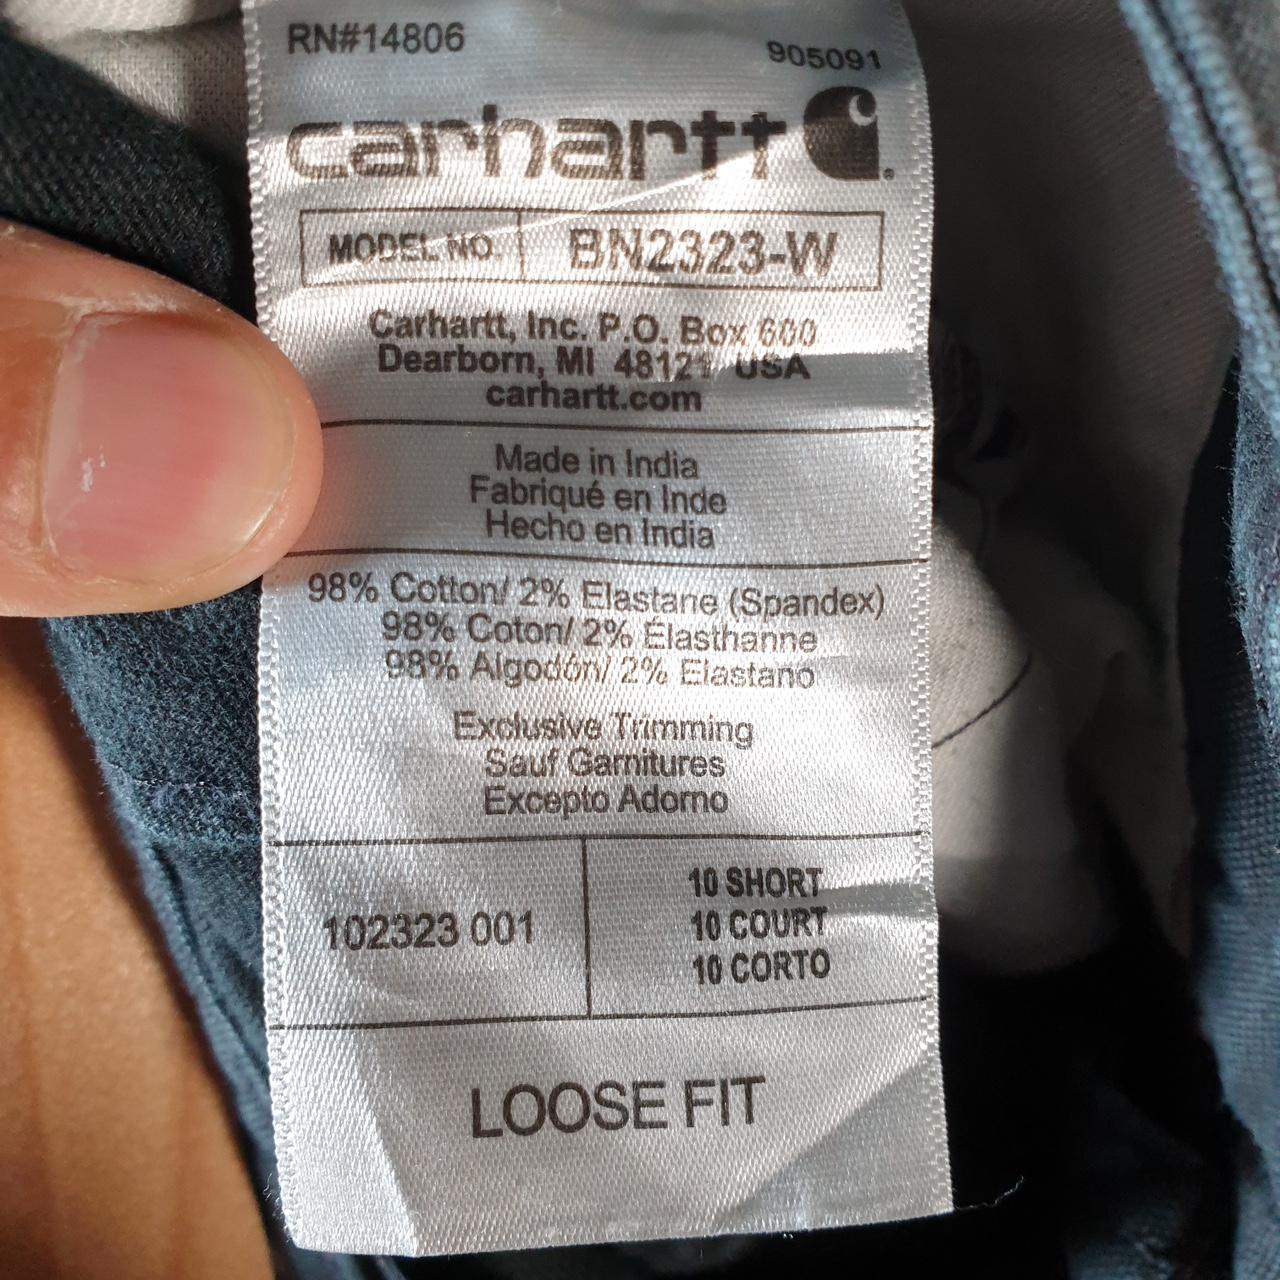 RN#14806
905091
carhartt
MODEL NO. BN2323-W
Carhartt, Inc. P.O. Box 600
Dearborn, MI 48121 USA
carhartt.com
Made in India
Fabriqué en Inde
Hecho en India
98% Cotton/ 2% Elastane (Spandex)
98% Coton/ 2% Élasthanne
98% Algodón/ 2% Elastano
Exclusive Trimming
Sauf Garnitures
Excepto Adorno
102323 001
10 SHORT
10 COURT
10 CORTO
LOOSE FIT